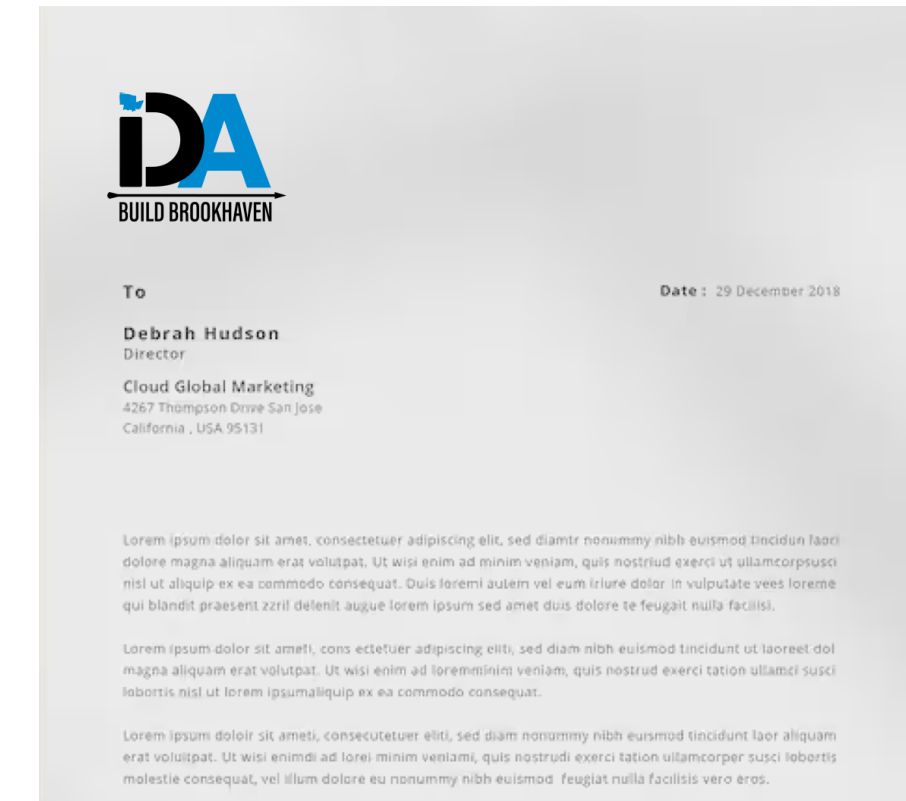 iDA
BUILD BROOKHAVEN
To
Date : 29 December 2018
Debrah Hudson
Director
Cloud Global Marketing
4267 Thompson Drive San Jose
California , USA 95131
Lorem ipsum dolor sit amet, consectetuer adipiscing elit, sed diamtr nonummy nibh euismod tincidun laori
dolore magna aliquam erat volutpat. Ut wisi enim ad minim veniam, quis nostriud exerci ut ullamcorpsusci
nisl ut aliquip ex ea commodo consequat. Duis loremi autem vel eum iriure dolor in vulputate vees loreme
qui blandit praesent zzril delenit augue lorem ipsum sed amet duis dolore te feugait nulla facilisi.
Lorem ipsum dolor sit ameti, cons ectetuer adipiscing eliti, sed diam nibh euismod tincidunt ut laoreet dol
magna aliquam erat volutpat. Ut wisi enim ad loremminim veniam, quis nostrud exerci tation ullamci susci
lobortis nisl ut lorem ipsumaliquip ex ea commodo consequat.
Lorem ipsum doloir sit ameti, consecutetuer eliti, sed diam nonummy nibh euismod tincidunt laor aliquam
erat voluitpat. Ut wisi enimdi ad lorei minim veniami, quis nostrudi exerci tation ullamcorper susci lobortis
molestie consequat, vel illum dolore eu nonummy nibh euismod feugiat nulla facilisis vero eros.